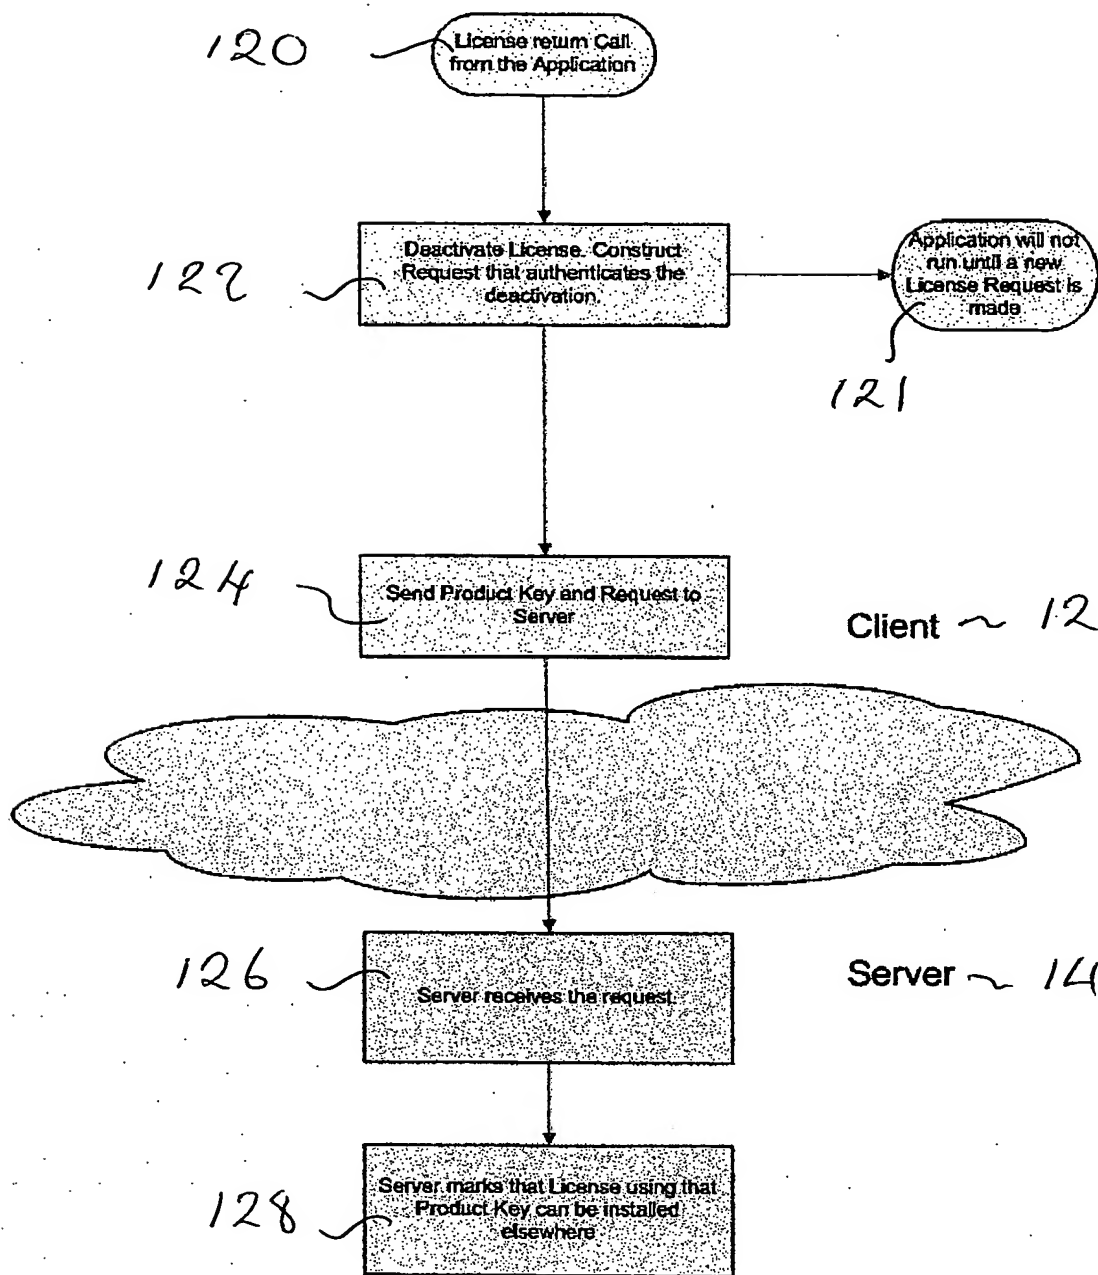 120
License return Call
from the Application
122
Deactivate License. Construct
Request that authenticates the
deactivation.
Application will not
run until a new
License Request is
made
121
124
Send Product Key and Request to
Server
Client ~ 12
126
Server receives the request.
Server ~ 14
128
Server marks that License using that
Product Key can be installed
elsewhere